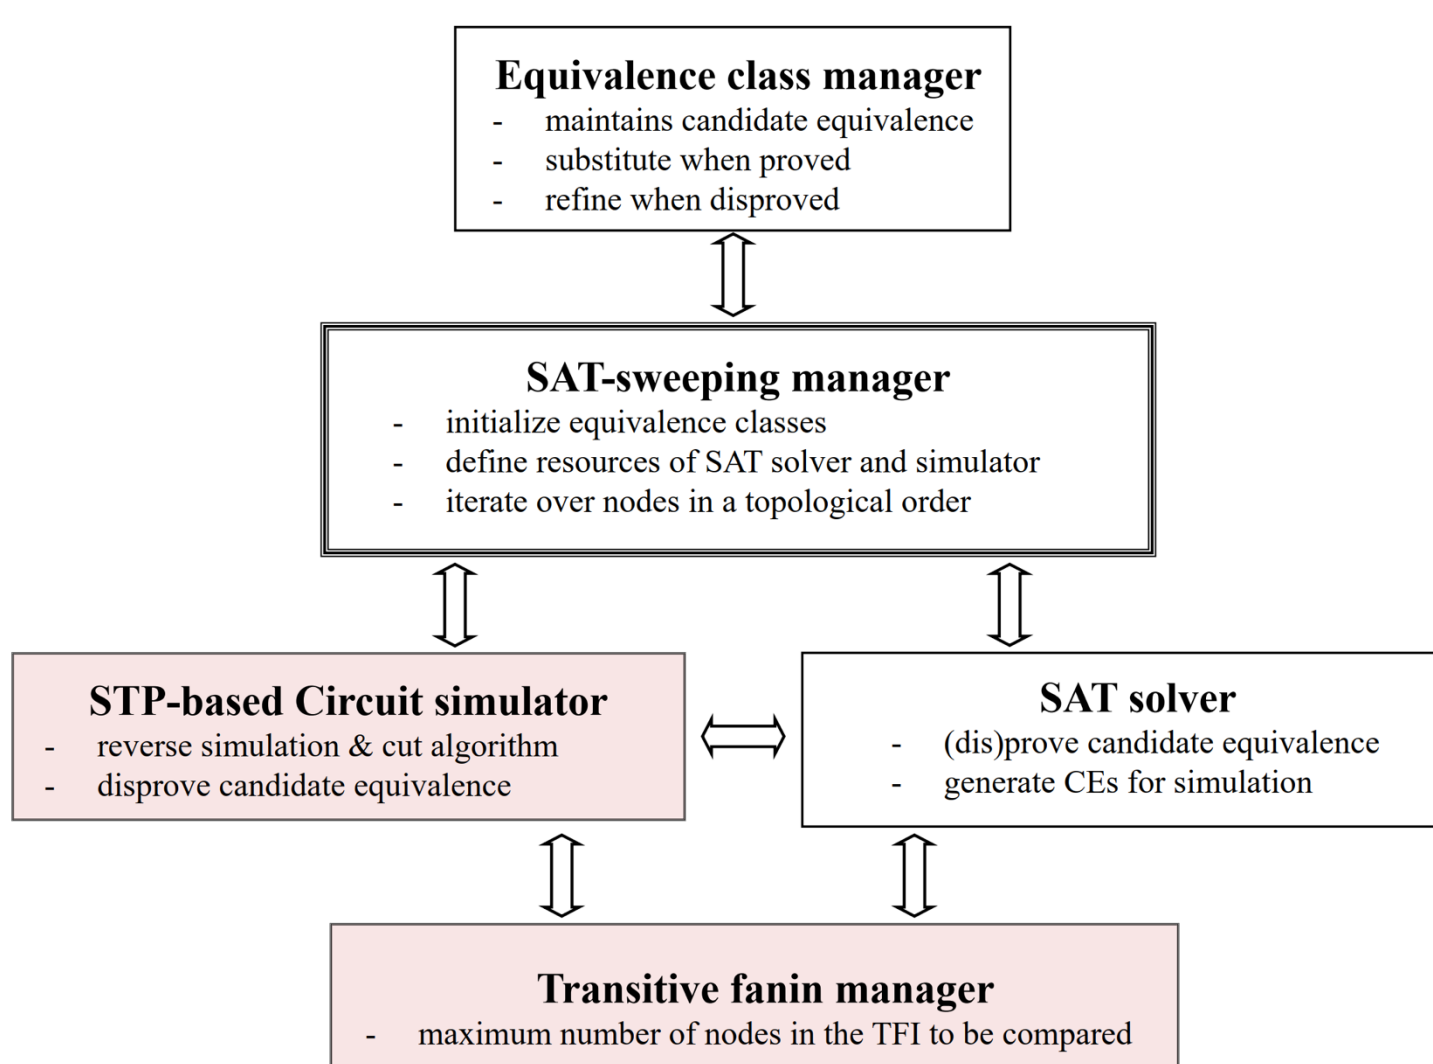 Equivalence class manager
- maintains candidate equivalence
- substitute when proved
- refine when disproved
SAT-sweeping manager
- initialize equivalence classes
- define resources of SAT solver and simulator
- iterate over nodes in a topological order
STP-based Circuit simulator
- reverse simulation & cut algorithm
- disprove candidate equivalence
SAT solver
- (dis)prove candidate equivalence
- generate CEs for simulation
Transitive fanin manager
- maximum number of nodes in the TFI to be compared